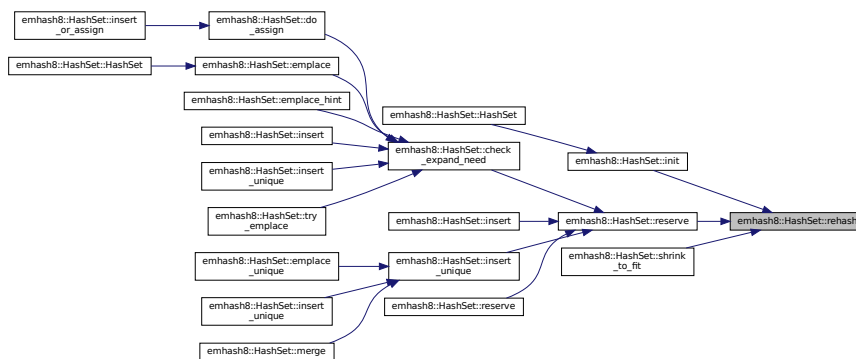 emhash8::HashSet::insert
_or_assign
emhash8::HashSet::do
_assign
emhash8::HashSet::HashSet
emhash8::HashSet::emplace
emhash8::HashSet::emplace_hint
emhash8::HashSet::HashSet
emhash8::HashSet::insert
emhash8::HashSet::check
_expand_need
emhash8::HashSet::init
emhash8::HashSet::insert
_unique
emhash8::HashSet::try
_emplace
emhash8::HashSet::insert
emhash8::HashSet::reserve
emhash8::HashSet::rehash
emhash8::HashSet::emplace
_unique
emhash8::HashSet::insert
_unique
emhash8::HashSet::shrink
_to_fit
emhash8::HashSet::insert
_unique
emhash8::HashSet::reserve
emhash8::HashSet::merge